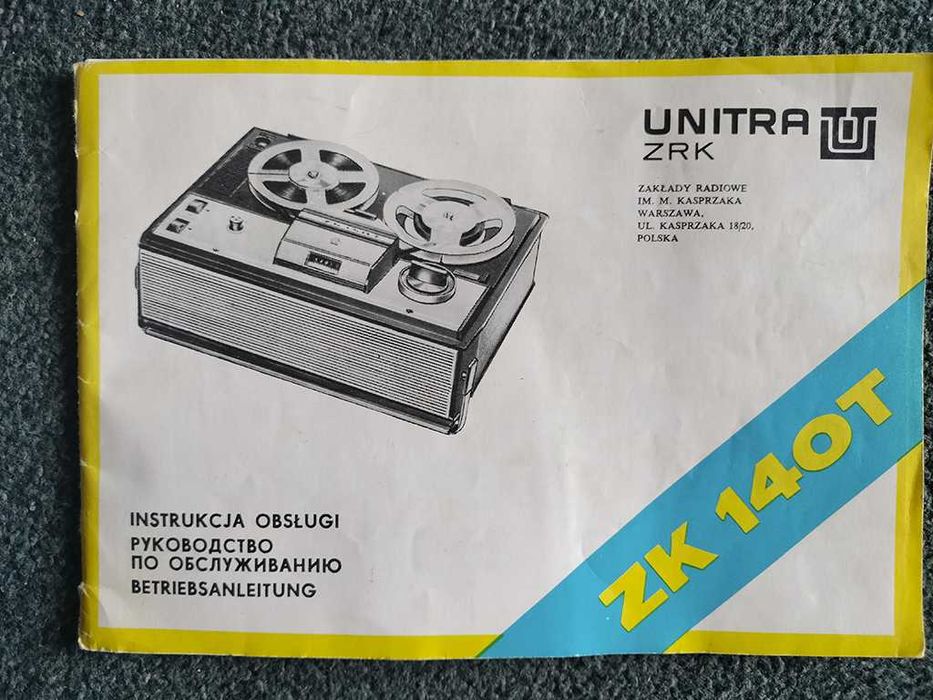 UNITRA
ZRK
ZAKŁADY RADIOWE
IM. M. KASPRZAKA
WARSZAWA,
UL. KASPRZAKA 18/20,
POLSKA
ZK 140T
INSTRUKCJA OBSŁUGI
РУКОВОДСТВО
ПО ОБСЛУЖИВАНИЮ
BETRIEBSANLEITUNG